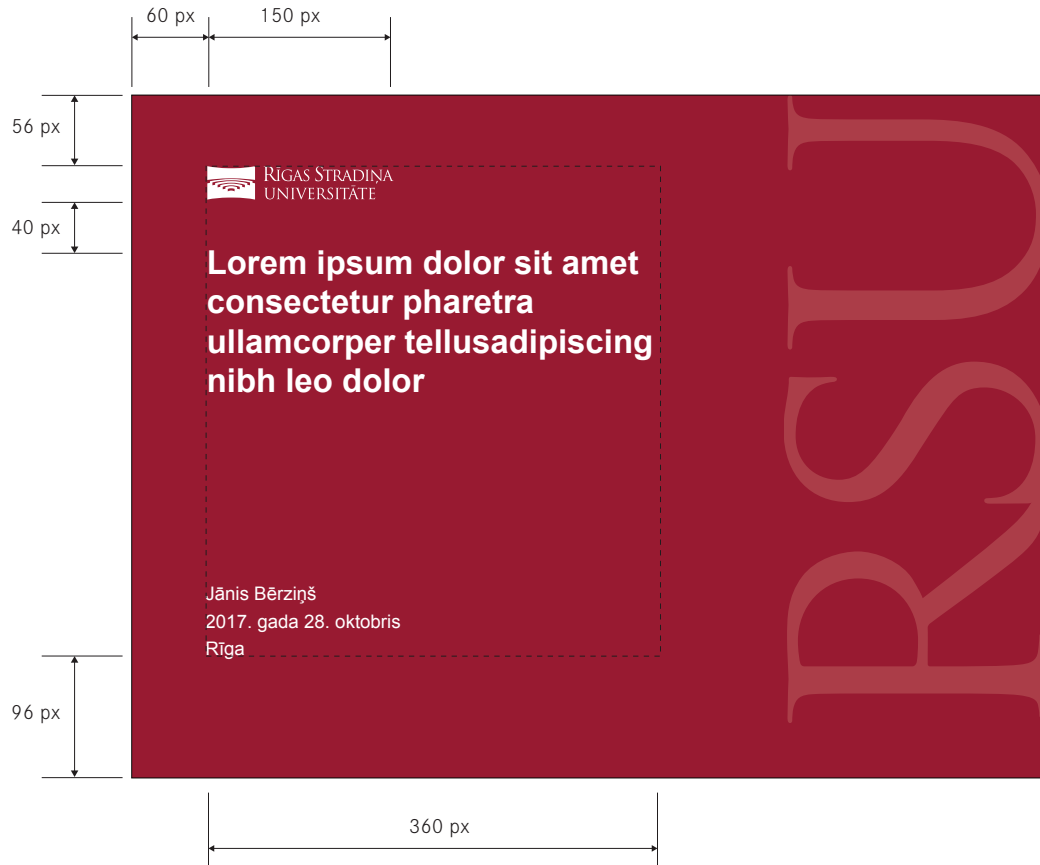 60 px
150 px
56 px
40 px
RĪGAS STRADIŅA
UNIVERSITĀTE
Lorem ipsum dolor sit amet
consectetur pharetra
ullamcorper tellusadipiscing
nibh leo dolor
RSU
Jānis Bērziņš
2017. gada 28. oktobris
Rīga
96 px
360 px